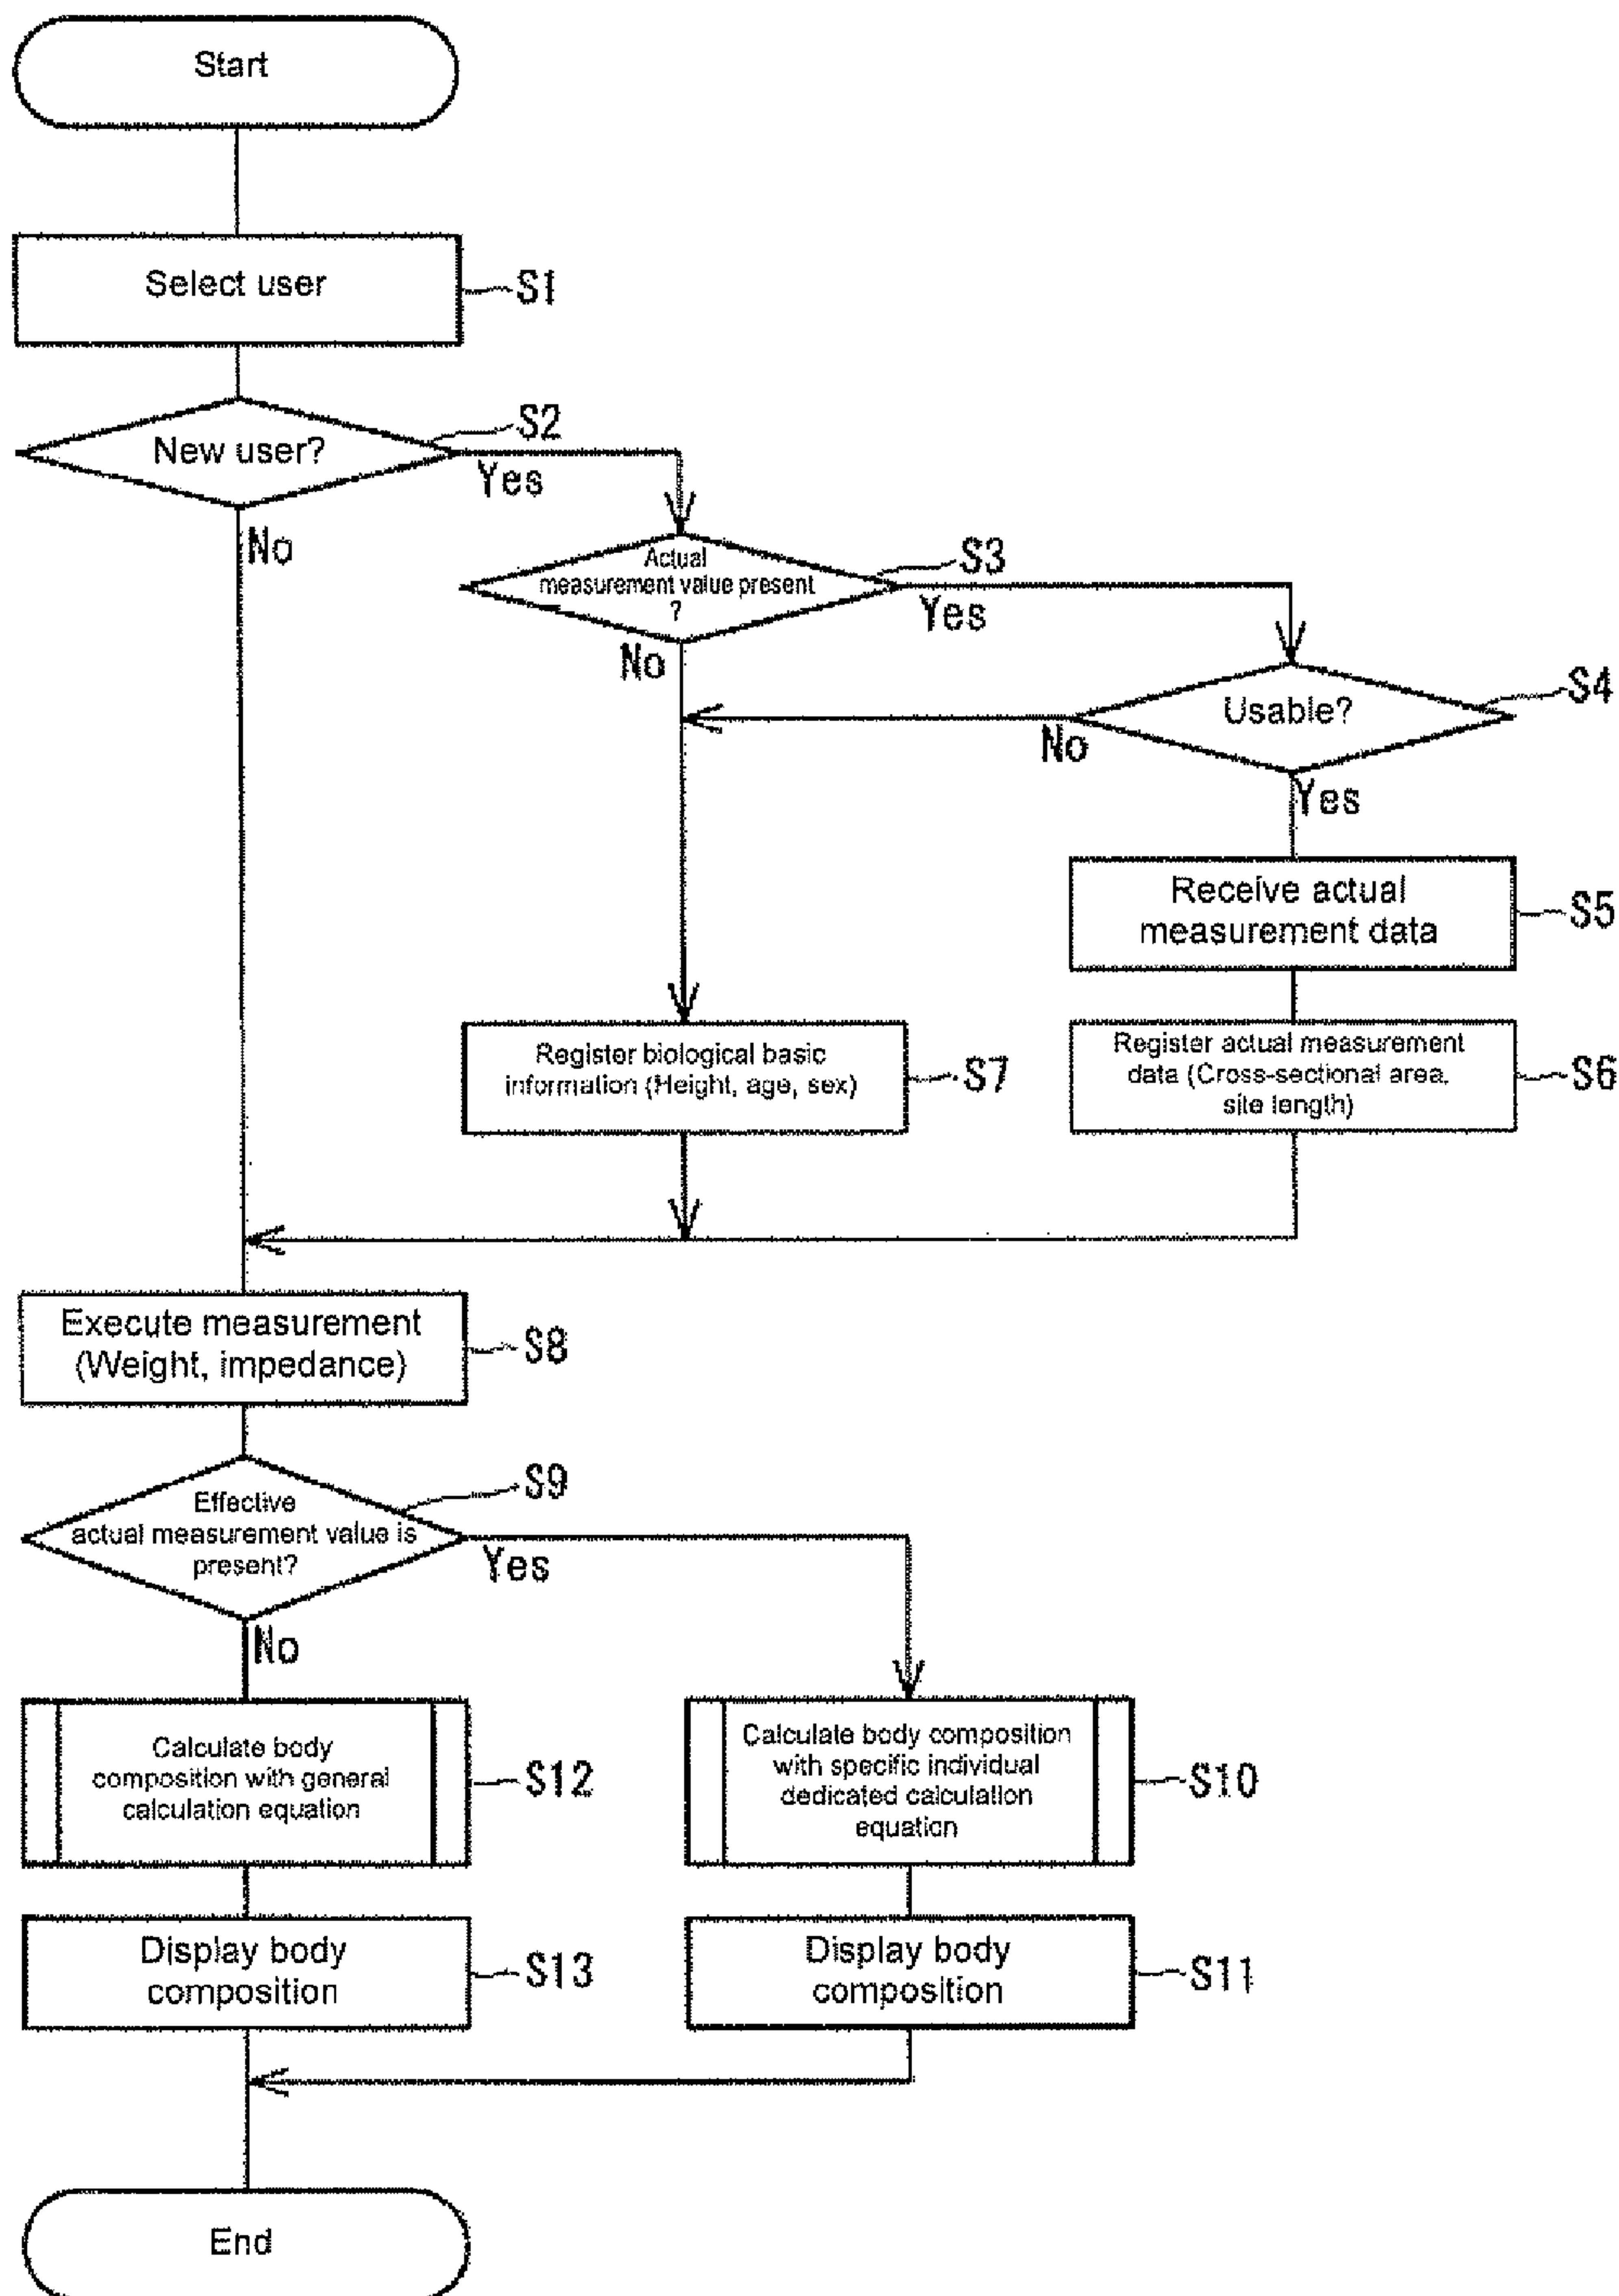 Start
Select user
S1
New user?
S2
Yes
No
Actual
measurement value present
?
S3
Yes
No
Usable?
S4
No
Yes
Receive actual
measurement data
S5
Register biological basic
information (Height, age, sex)
S7
Register actual measurement
data (Cross-sectional area,
site length)
S6
Execute measurement
(Weight, impedance)
S8
Effective
actual measurement value is
present?
S9
Yes
No
Calculate body
composition with general
calculation equation
S12
Calculate body composition
with specific individual
dedicated calculation
equation
S10
Display body
composition
S13
Display body
composition
S11
End